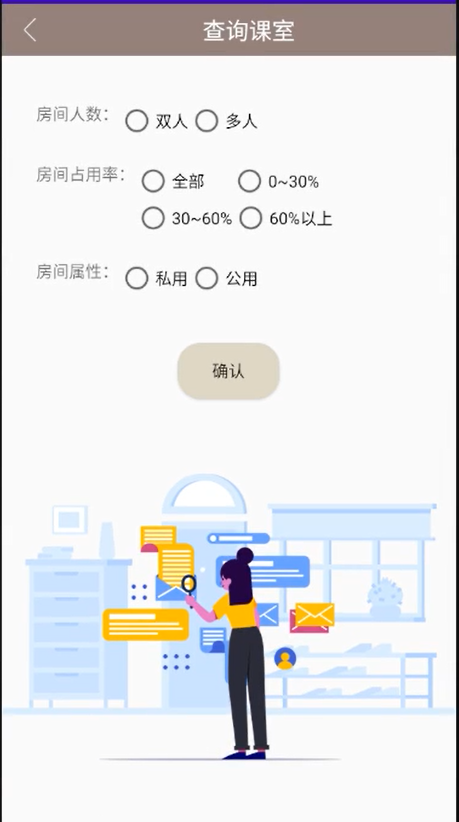 查询课室
房间人数： 双人 多人
房间占用率： 全部 0~30%
30~60% 60%以上
房间属性： 私用 公用
确认